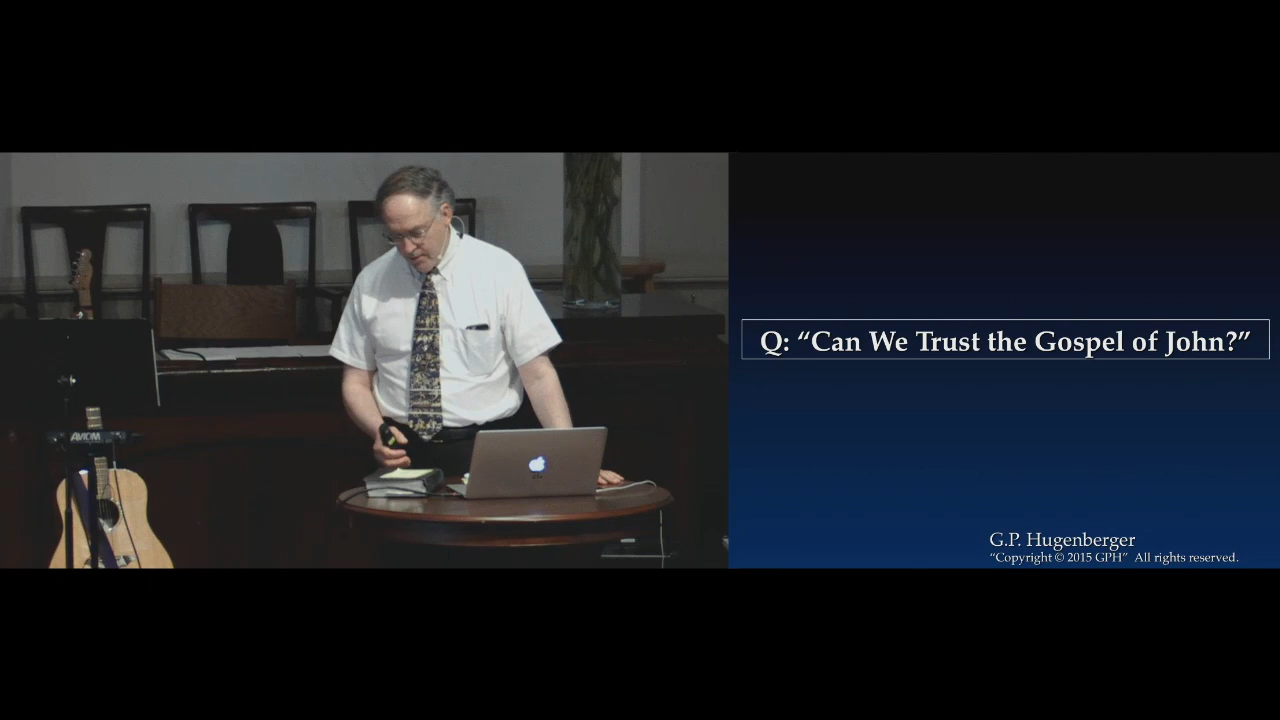 AVIOM
Q: “Can We Trust the Gospel of John?”
G.P. Hugenberger
“Copyright © 2015 GPH” All rights reserved.